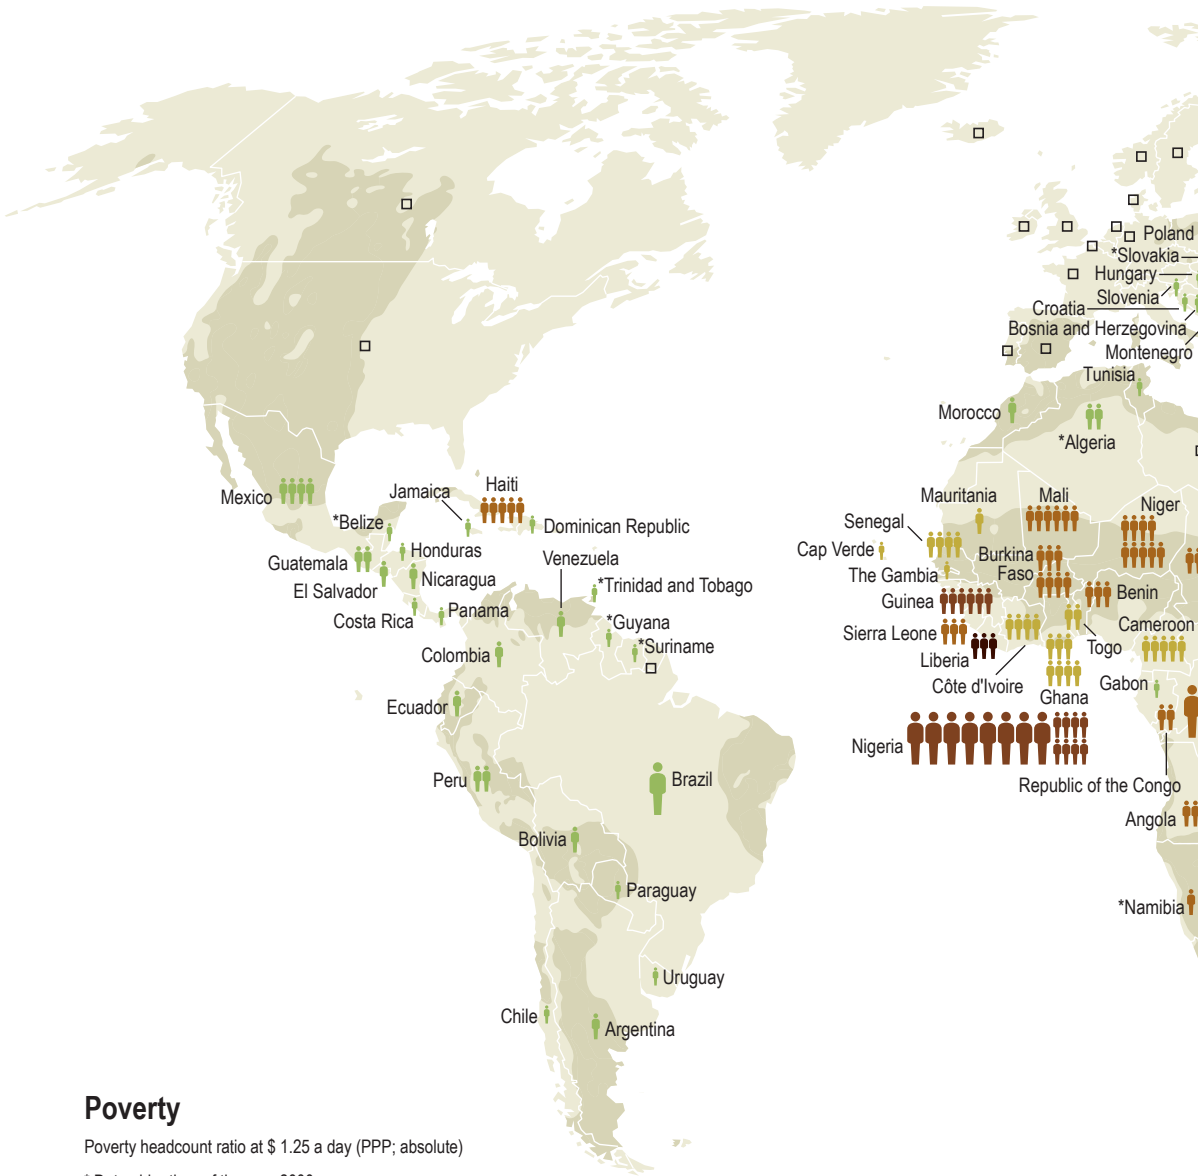 Poland
*Slovakia
Hungary
Slovenia
Croatia
Bosnia and Herzegovina
Montenegro
Tunisia
Morocco
*Algeria
Mexico
Jamaica
Haiti
*Belize
Dominican Republic
Guatemala
Honduras
Venezuela
El Salvador
Nicaragua
*Trinidad and Tobago
Costa Rica
Panama
*Guyana
Colombia
*Suriname
Ecuador
Peru
Brazil
Bolivia
Paraguay
Uruguay
Chile
Argentina
Mauritania
Mali
Niger
Senegal
Cap Verde
Burkina
Faso
The Gambia
Guinea
Benin
Sierra Leone
Cameroon
Liberia
Togo
Côte d'Ivoire
Ghana
Gabon
Nigeria
Republic of the Congo
Angola
*Namibia
Poverty
Poverty headcount ratio at $ 1.25 a day (PPP; absolute)